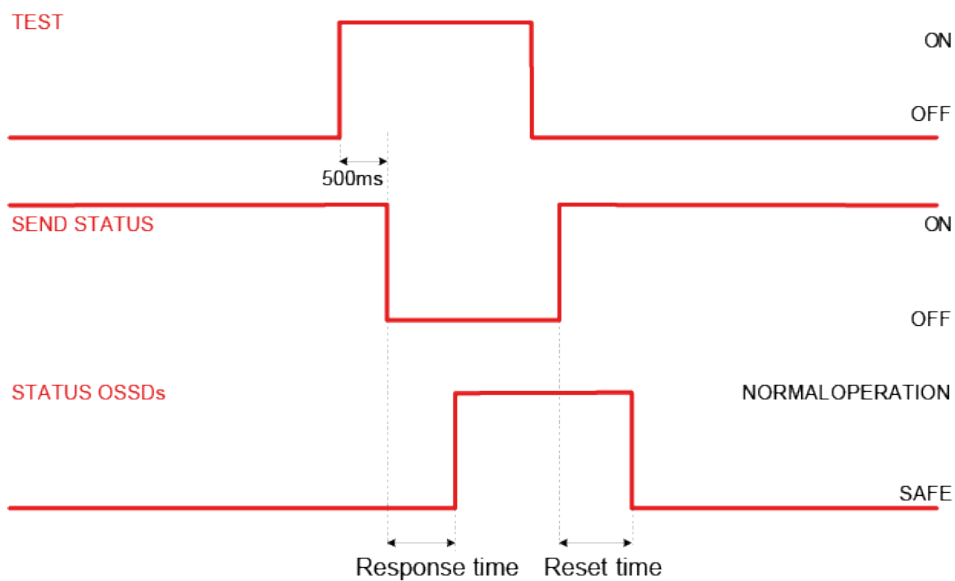 TEST
ON
OFF
500ms
SEND STATUS
ON
OFF
STATUS OSSDs
NORMALOPERATION
SAFE
Response time
Reset time